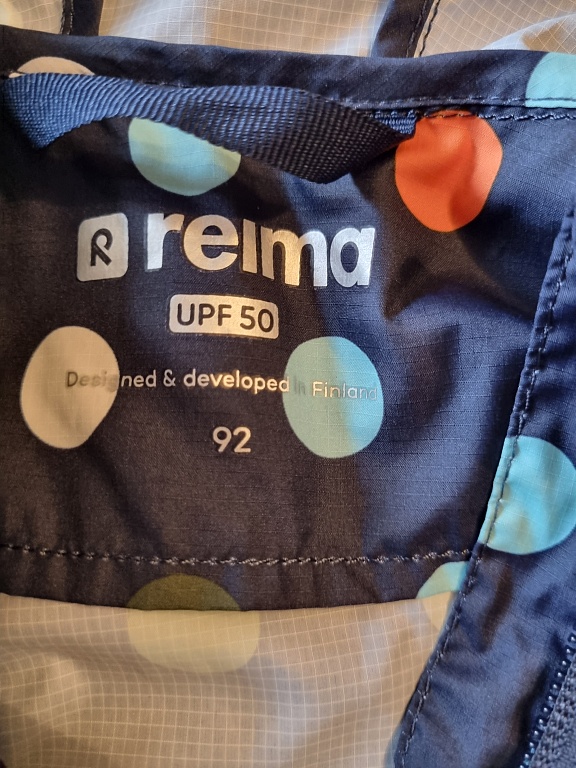 R reima
UPF 50
Designed & developed in Finland
92